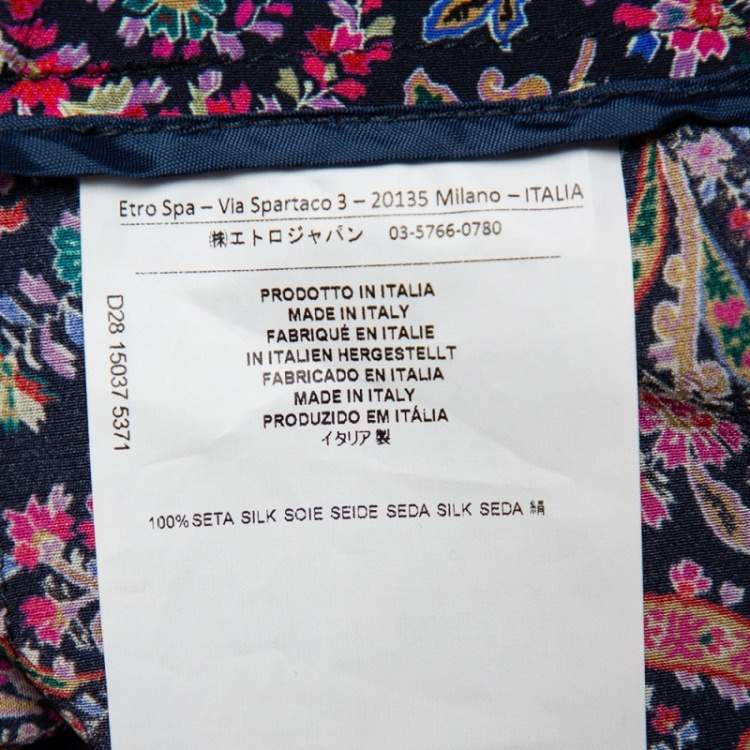 Etro Spa – Via Spartaco 3 – 20135 Milano – ITALIA
㈱エトロジャパン 03-5766-0780
PRODOTTO IN ITALIA
MADE IN ITALY
FABRIQUÉ EN ITALIE
IN ITALIEN HERGESTELLT
FABRICADO EN ITALIA
MADE IN ITALY
PRODUZIDO EM ITÁLIA
イタリア製
D28 15037 5371
100% SETA SILK SOIE SEIDE SEDA SILK SEDA 絹